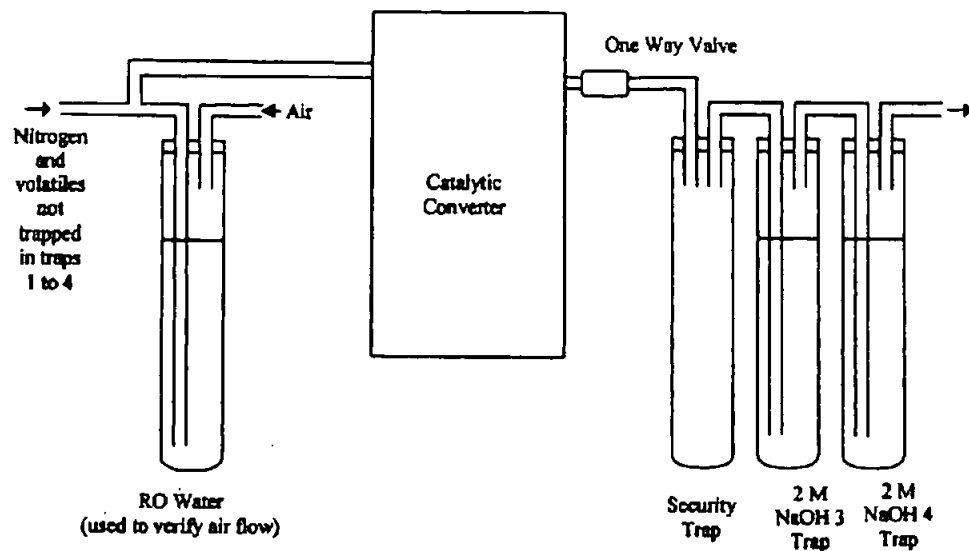 One Way Valve
Air
Nitrogen
and
volatiles
not
trapped
in traps
1 to 4
Catalytic
Converter
RO Water
(used to verify air flow)
Security
Trap
2 M
NaOH 3
Trap
2 M
NaOH 4
Trap